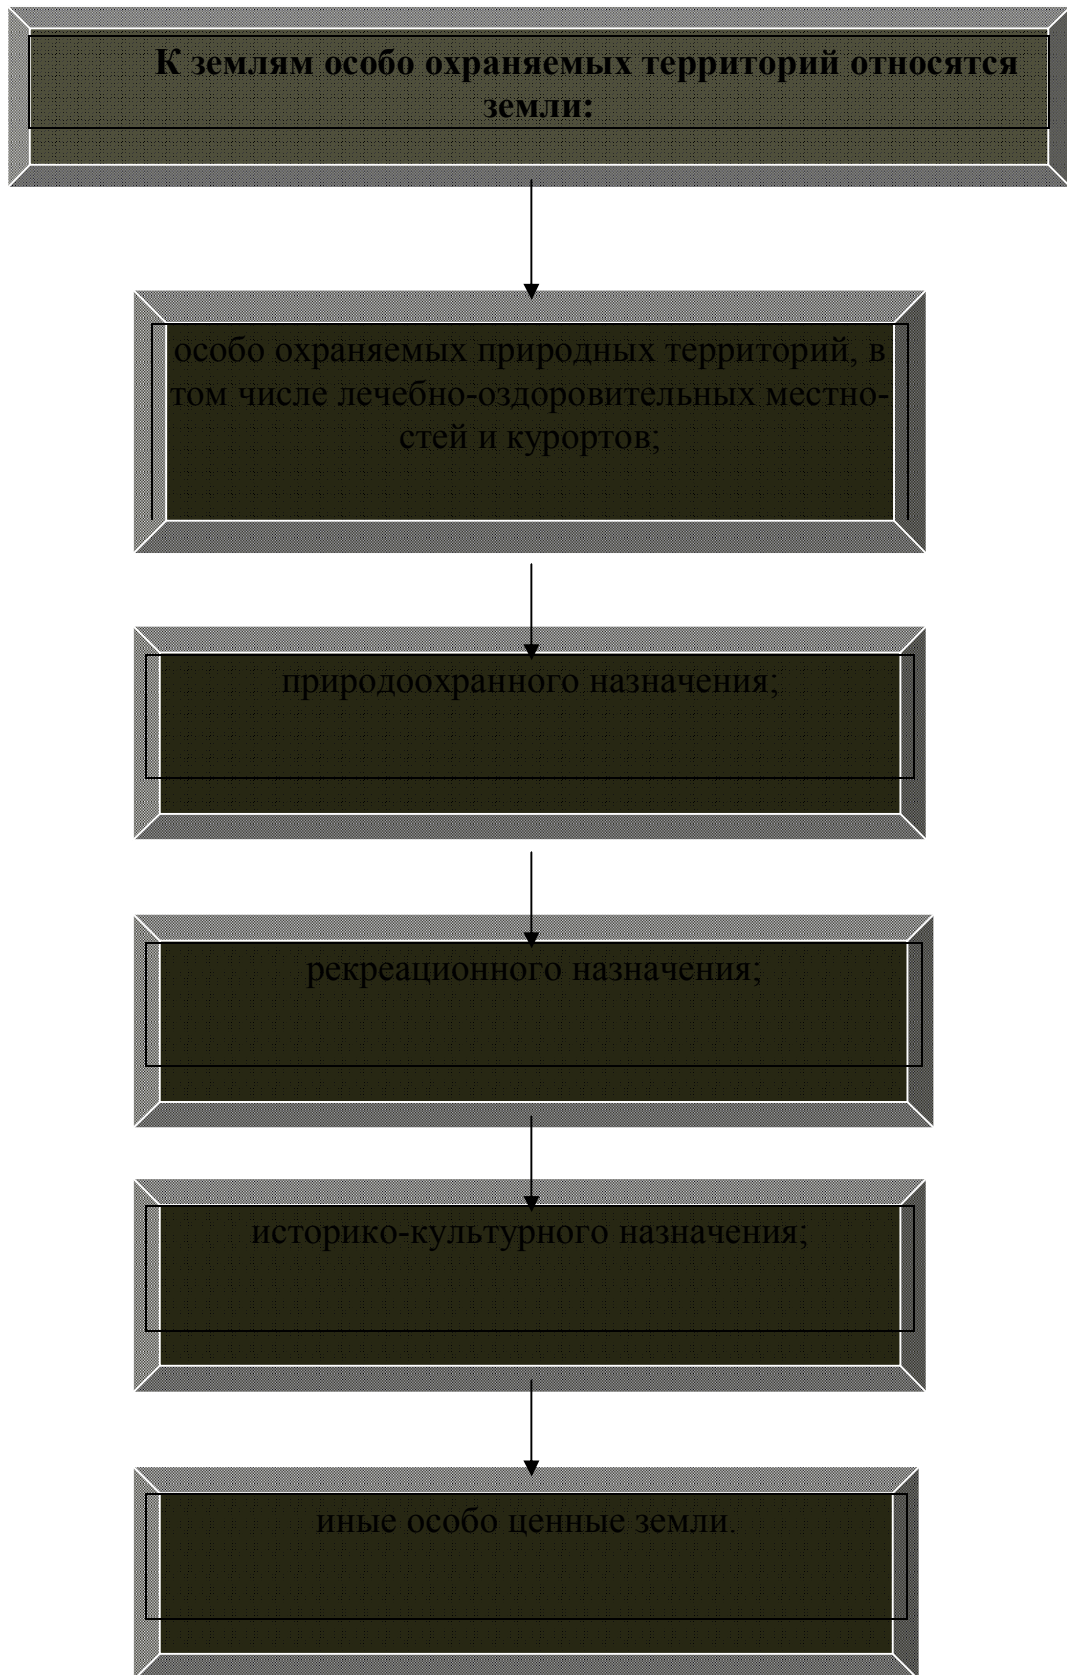 К землям особо охраняемых территорий относятся
земли:
особо охраняемых природных территорий, в
том числе лечебно-оздоровительных местно-
стей и курортов;
природоохранного назначения;
рекреационного назначения;
историко-культурного назначения;
иные особо ценные земли.